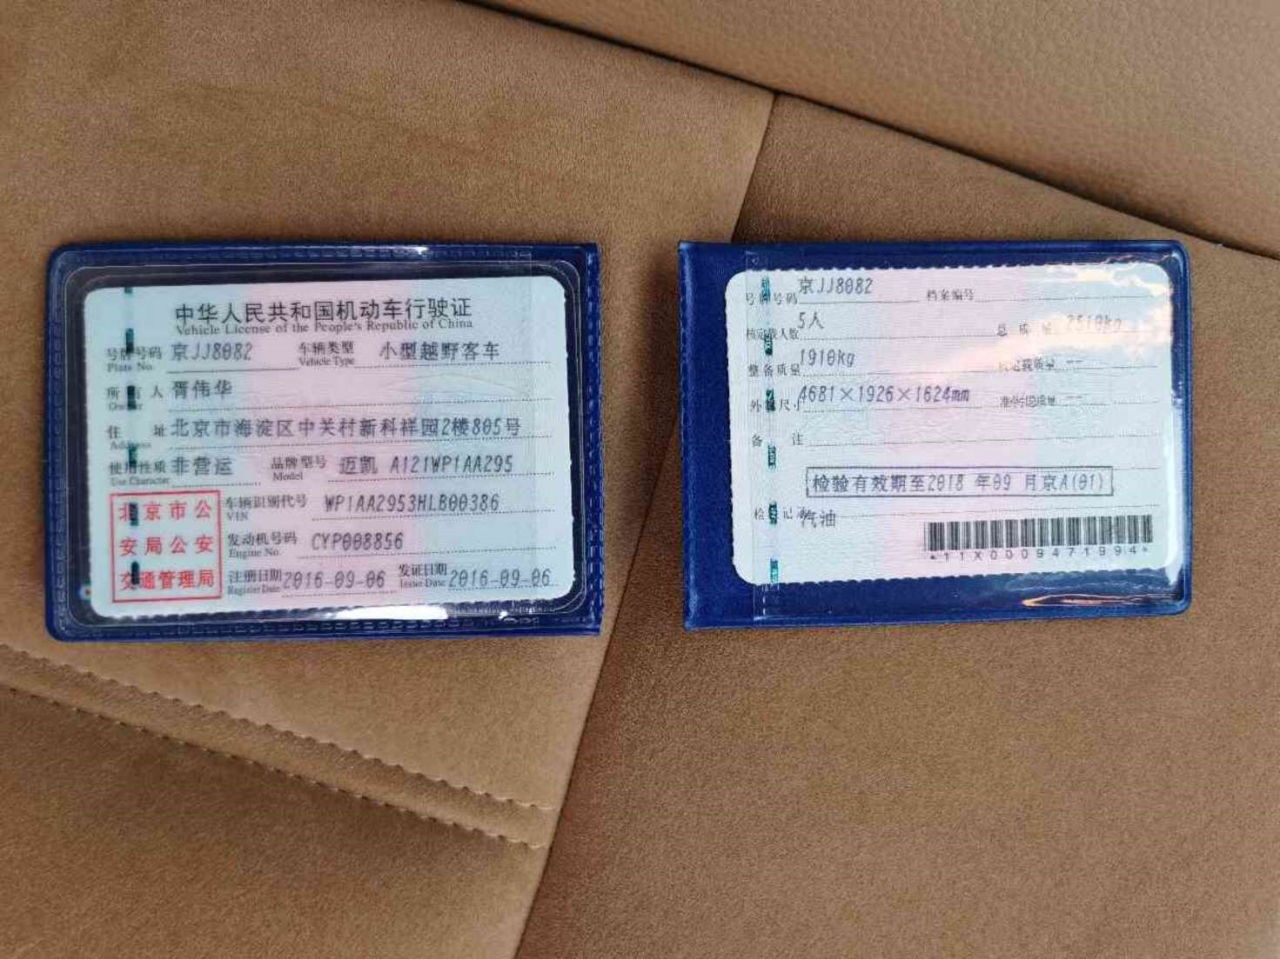 中华人民共和国机动车行驶证
Vehicle License of the People's Republic of China
号牌号码 京JJ8082 车辆类型 小型越野客车
Plate No. Vehicle Type
所有人 胥伟华
Owner
住址 北京市海淀区中关村新科祥园2楼805号
Address
使用性质 非营运 品牌型号 迈凯 A121WP1AA295
Use Character Model
北京市公
安局公安
交通管理局
车辆识别代号 WP1AA2953HLB00386
VIN
发动机号码 CYP008856
Engine No.
注册日期 2016-09-06 发证日期 2016-09-06
Register Date Issue Date
号牌号码 京JJ8082 档案编号
核定载人数 5人 总质量 2510kg
整备质量 1910kg 核定载质量 --
外廓尺寸 4681×1926×1624mm 准牵引总质量 --
备注
检验有效期至2018 年09 月京A(01)
检验记录 汽油
*11X0009471994*